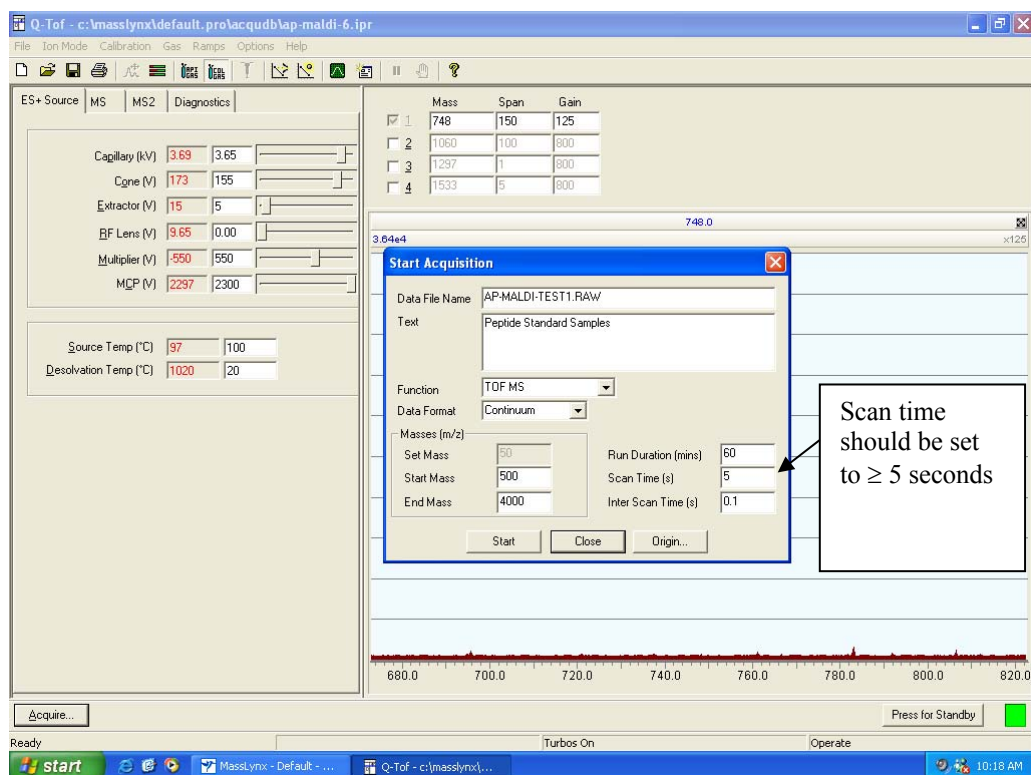 Q-Tof - c:\masslynx\default.pro\acqudb\ap-maldi-6.ipr
File Ion Mode Calibration Gas Ramps Options Help
ES+ Source MS MS2 Diagnostics
Capillary (kV) 3.69 3.65
Cone (V) 173 155
Extractor (V) 15 5
RF Lens (V) 9.65 0.00
Multiplier (V) -550 550
MCP (V) 2297 2300
Source Temp (°C) 97 100
Desolvation Temp (°C) 1020 20
Mass Span Gain
1 748 150 125
2 1060 100 800
3 1297 1 800
4 1533 5 800
748.0
3.64e4 x125
Start Acquisition
Data File Name AP-MALDI-TEST1.RAW
Text Peptide Standard Samples
Function TOF MS
Data Format Continuum
Masses (m/z)
Set Mass 50 Run Duration (mins) 60
Start Mass 500 Scan Time (s) 5
End Mass 4000 Inter Scan Time (s) 0.1
Start Close Origin...
Scan time
should be set
to ≥ 5 seconds
680.0 700.0 720.0 740.0 760.0 780.0 800.0 820.0
Acquire... Press for Standby
Ready Turbos On Operate
start MassLynx - Default - ... Q-Tof - c:\masslynx\... 10:18 AM